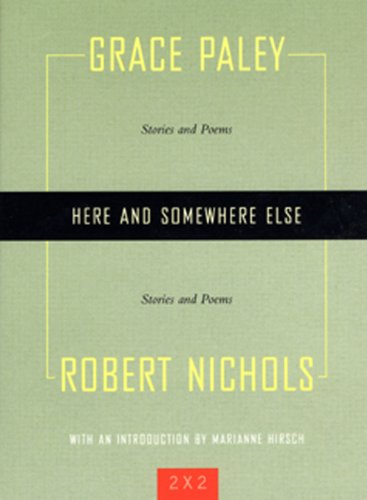 GRACE PALEY
Stories and Poems
HERE AND SOMEWHERE ELSE
Stories and Poems
ROBERT NICHOLS
WITH AN INTRODUCTION BY MARIANNE HIRSCH
2X2